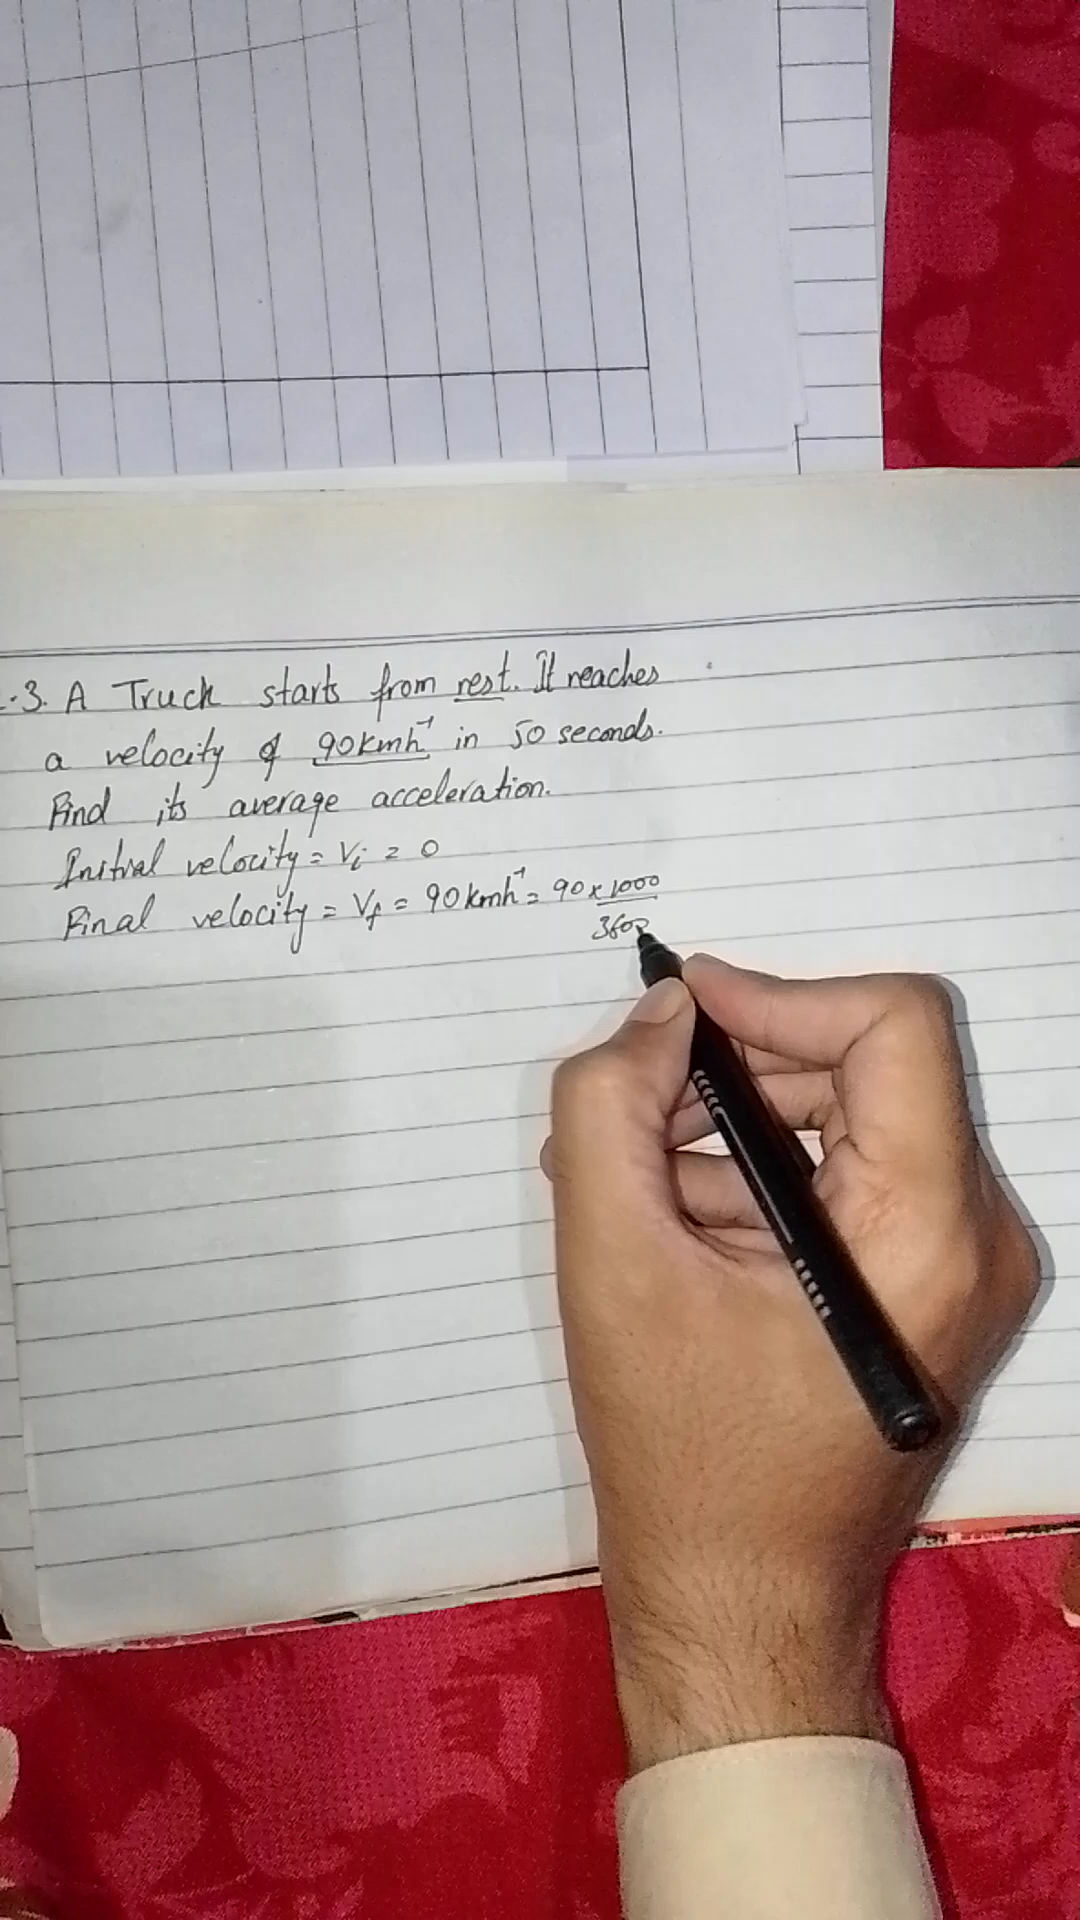 .3. A Truck starts from rest. It reaches
a velocity of 90kmh⁻¹ in 50 seconds.
Find its average acceleration.
Initial velocity = Vi = 0
Final velocity = Vf = 90kmh⁻¹ = 90 x 1000
3600